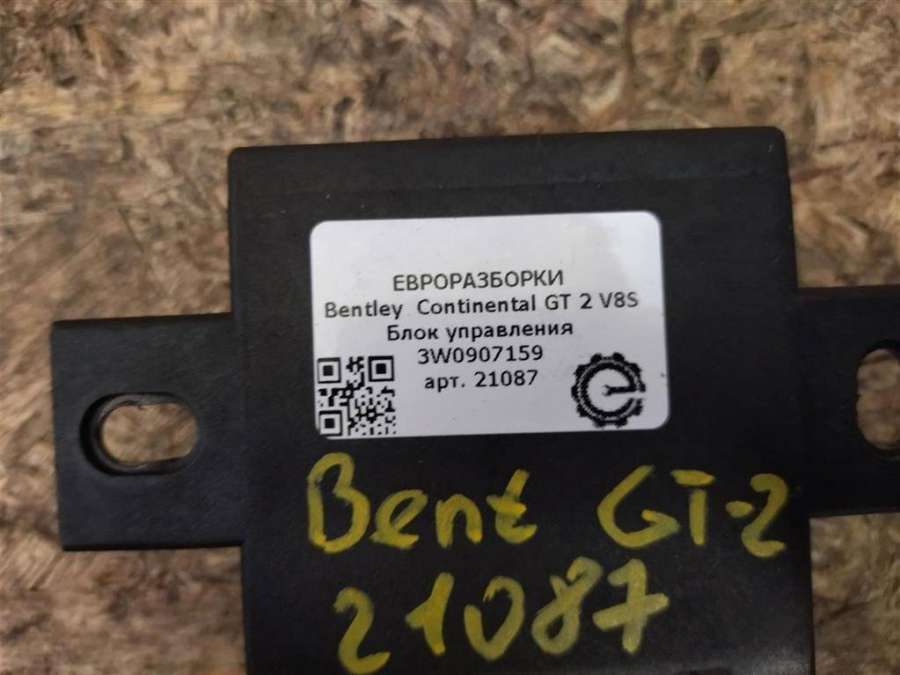 ЕВРОРАЗБОРКИ
Bentley Continental GT 2 V8S
Блок управления
3W0907159
арт. 21087
Bent GT-2
21087